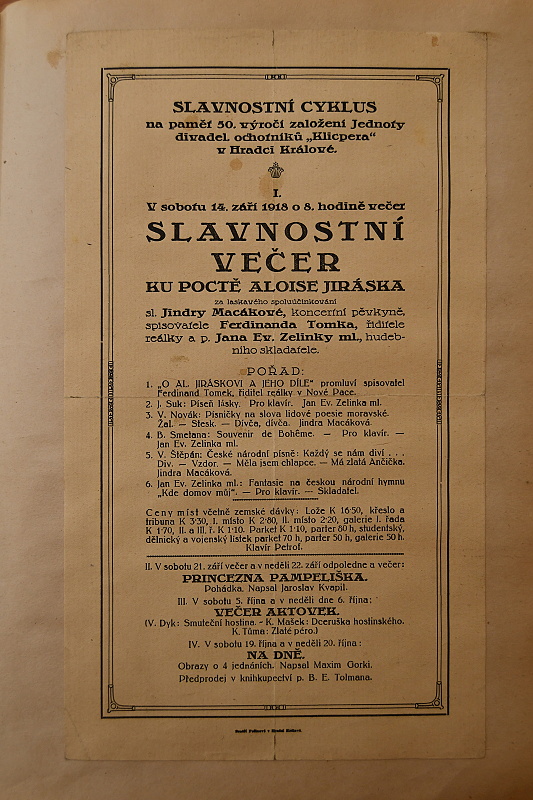 SLAVNOSTNÍ CYKLUS
na paměť 50. výročí založení Jednoty
divadel. ochotníků „Klicpera“
v Hradci Králové.
I.
V sobotu 14. září 1918 o 8. hodině večer
SLAVNOSTNÍ
VEČER
KU POCTĚ ALOISE JIRÁSKA
za laskavého spoluúčinkování
sl. Jindry Macákové, koncertní pěvkyně,
spisovatele Ferdinanda Tomka, ředitele
reálky a p. Jana Ev. Zelinky ml., hudeb-
ního skladatele.
POŘAD:
1. „O AL. JIRÁSKOVI A JEHO DÍLE“ promluví spisovatel
Ferdinand Tomek, ředitel reálky v Nové Pace.
2. J. Suk: Píseň lásky. Pro klavír. Jan Ev. Zelinka ml.
3. V. Novák: Písničky na slova lidové poesie moravské.
Žal. — Stesk. — Divča, divča. Jindra Macáková.
4. B. Smetana: Souvenir de Bohême. — Pro klavír. —
Jan Ev. Zelinka ml.
5. V. Štěpán: České národní písně: Každý se nám diví . . .
Div. — Vzdor. — Měla jsem chlapce. — Má zlatá Ančička.
Jindra Macáková.
6. Jan Ev. Zelinka ml.: Fantasie na českou národní hymnu
„Kde domov můj“. — Pro klavír. — Skladatel.
Ceny míst včetně zemské dávky: Lože K 16·50, křeslo a
tribuna K 3·30, I. místo K 2·80, II. místo 2·20, galerie I. řada
K 1·70, II. a III. ř. K 1·10. Parket K 1·10, parter 80 h, studentský,
dělnický a vojenský lístek parket 70 h, parter 50 h, galerie 50 h.
Klavír Petrof.
II. V sobotu 21. září večer a v neděli 22. září odpoledne a večer:
PRINCEZNA PAMPELIŠKA.
Pohádka. Napsal Jaroslav Kvapil.
III. V sobotu 5. října a v neděli dne 6. října:
VEČER AKTOVEK.
(V. Dyk: Smuteční hostina. - K. Mašek: Dceruška hostinského.
K. Tůma: Zlaté péro.)
IV. V sobotu 19. října a v neděli 20. října:
NA DNĚ.
Obrazy o 4 jednáních. Napsal Maxim Gorki.
Předprodej v knihkupectví p. B. E. Tolmana.